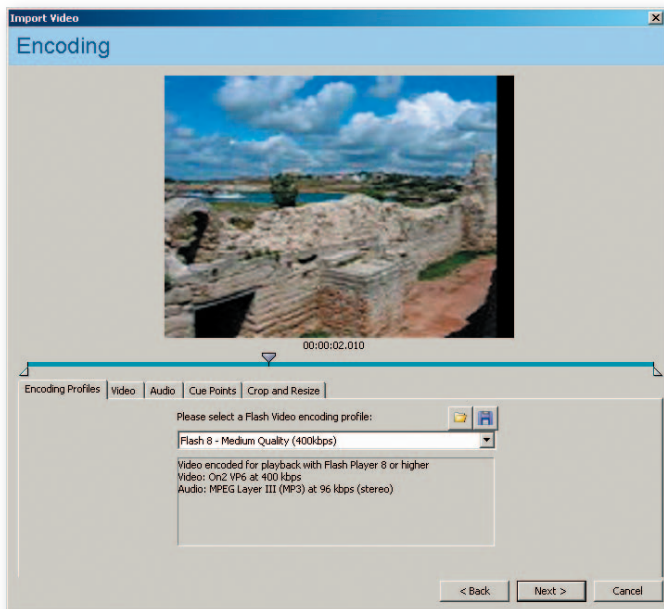 Import Video
Encoding
00:00:02.010
Encoding Profiles Video Audio Cue Points Crop and Resize
Please select a Flash Video encoding profile:
Flash 8 - Medium Quality (400kbps)
Video encoded for playback with Flash Player 8 or higher
Video: On2 VP6 at 400 kbps
Audio: MPEG Layer III (MP3) at 96 kbps (stereo)
< Back Next > Cancel